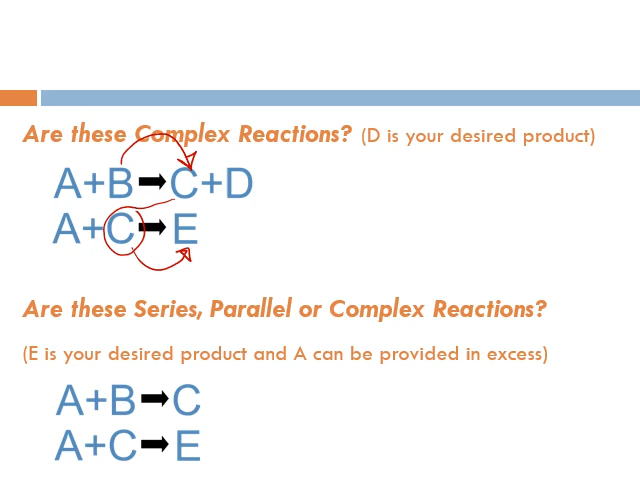 Are these Complex Reactions? (D is your desired product)
A+B➡C+D
A+C➡E
Are these Series, Parallel or Complex Reactions?
(E is your desired product and A can be provided in excess)
A+B➡C
A+C➡E